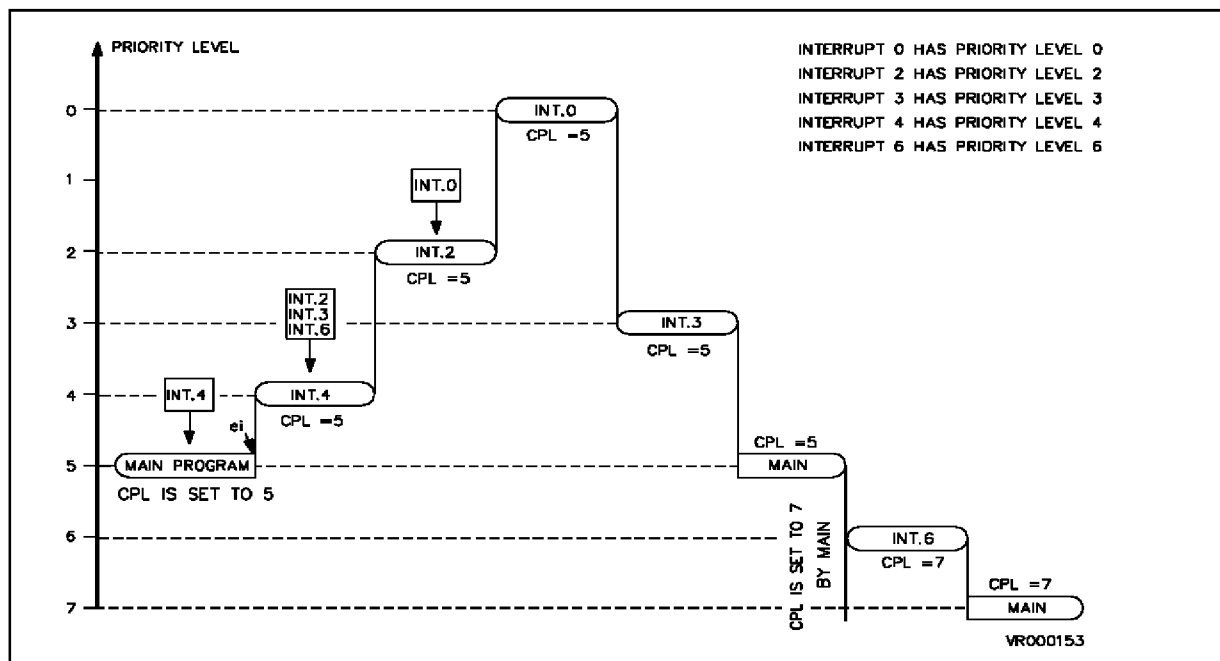 PRIORITY LEVEL
INTERRUPT 0 HAS PRIORITY LEVEL 0
INTERRUPT 2 HAS PRIORITY LEVEL 2
INTERRUPT 3 HAS PRIORITY LEVEL 3
INTERRUPT 4 HAS PRIORITY LEVEL 4
INTERRUPT 6 HAS PRIORITY LEVEL 6
0
INT.0
CPL =5
1
INT.0
2
INT.2
CPL =5
INT.2
INT.3
INT.6
3
INT.3
CPL =5
4
INT.4
INT.4
CPL =5
ei
5
MAIN PROGRAM
CPL IS SET TO 5
CPL =5
MAIN
6
CPL IS SET TO 7
BY MAIN
INT.6
CPL =7
7
CPL =7
MAIN
VR000153